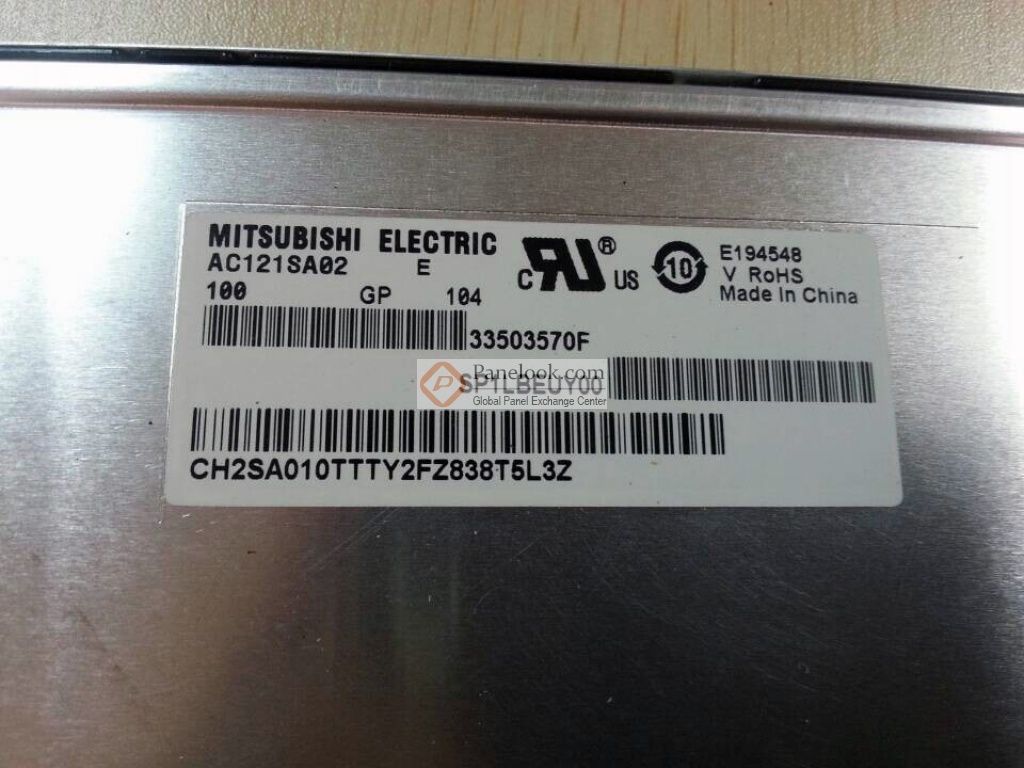 MITSUBISHI ELECTRIC
AC121SA02 E
100 GP 104
C RU ® US
10
E194548
V RoHS
Made In China
33503570F
Panelook.com
Global Panel Exchange Center
CH2SA010TTTY2FZ838T5L3Z